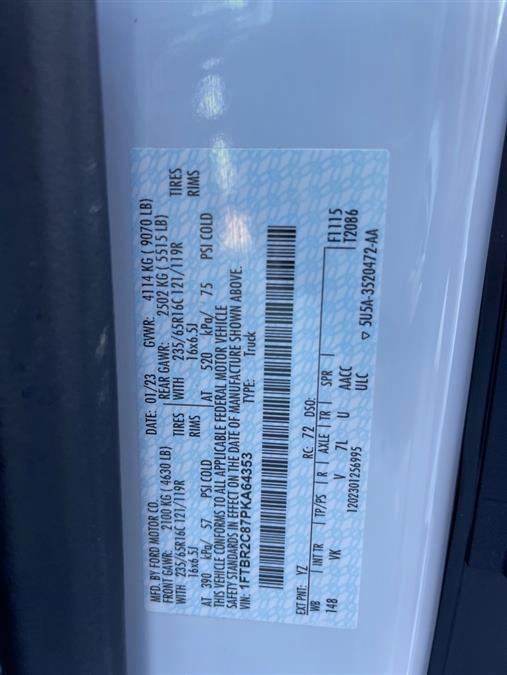 MFD. BY FORD MOTOR CO.
01/23 GVWR: 4114 KG ( 9070 LB)
FRONT GAWR: 2100 KG ( 4630 LB)
REAR GAWR: 2502 KG ( 5515 LB)
WITH 235/65R16C 121/119R TIRES
WITH 235/65R16C 121/119R TIRES
16x6.5J RIMS
16x6.5J RIMS
AT 390 kPa/ 57 PSI COLD
AT 520 kPa/ 75 PSI COLD
THIS VEHICLE CONFORMS TO ALL APPLICABLE FEDERAL MOTOR VEHICLE
SAFETY STANDARDS IN EFFECT ON THE DATE OF MANUFACTURE SHOWN ABOVE.
VIN: 1FTBR2C87PKA64353
TYPE: Truck
F1115
T2086
EXT PNT: YZ RC: 72 DSO:
WB INT TR TP/PS R AXLE TR SPR
148 VK V 7L U AACC
ULC
1202301256995
▽ 5U5A-3520472-AA